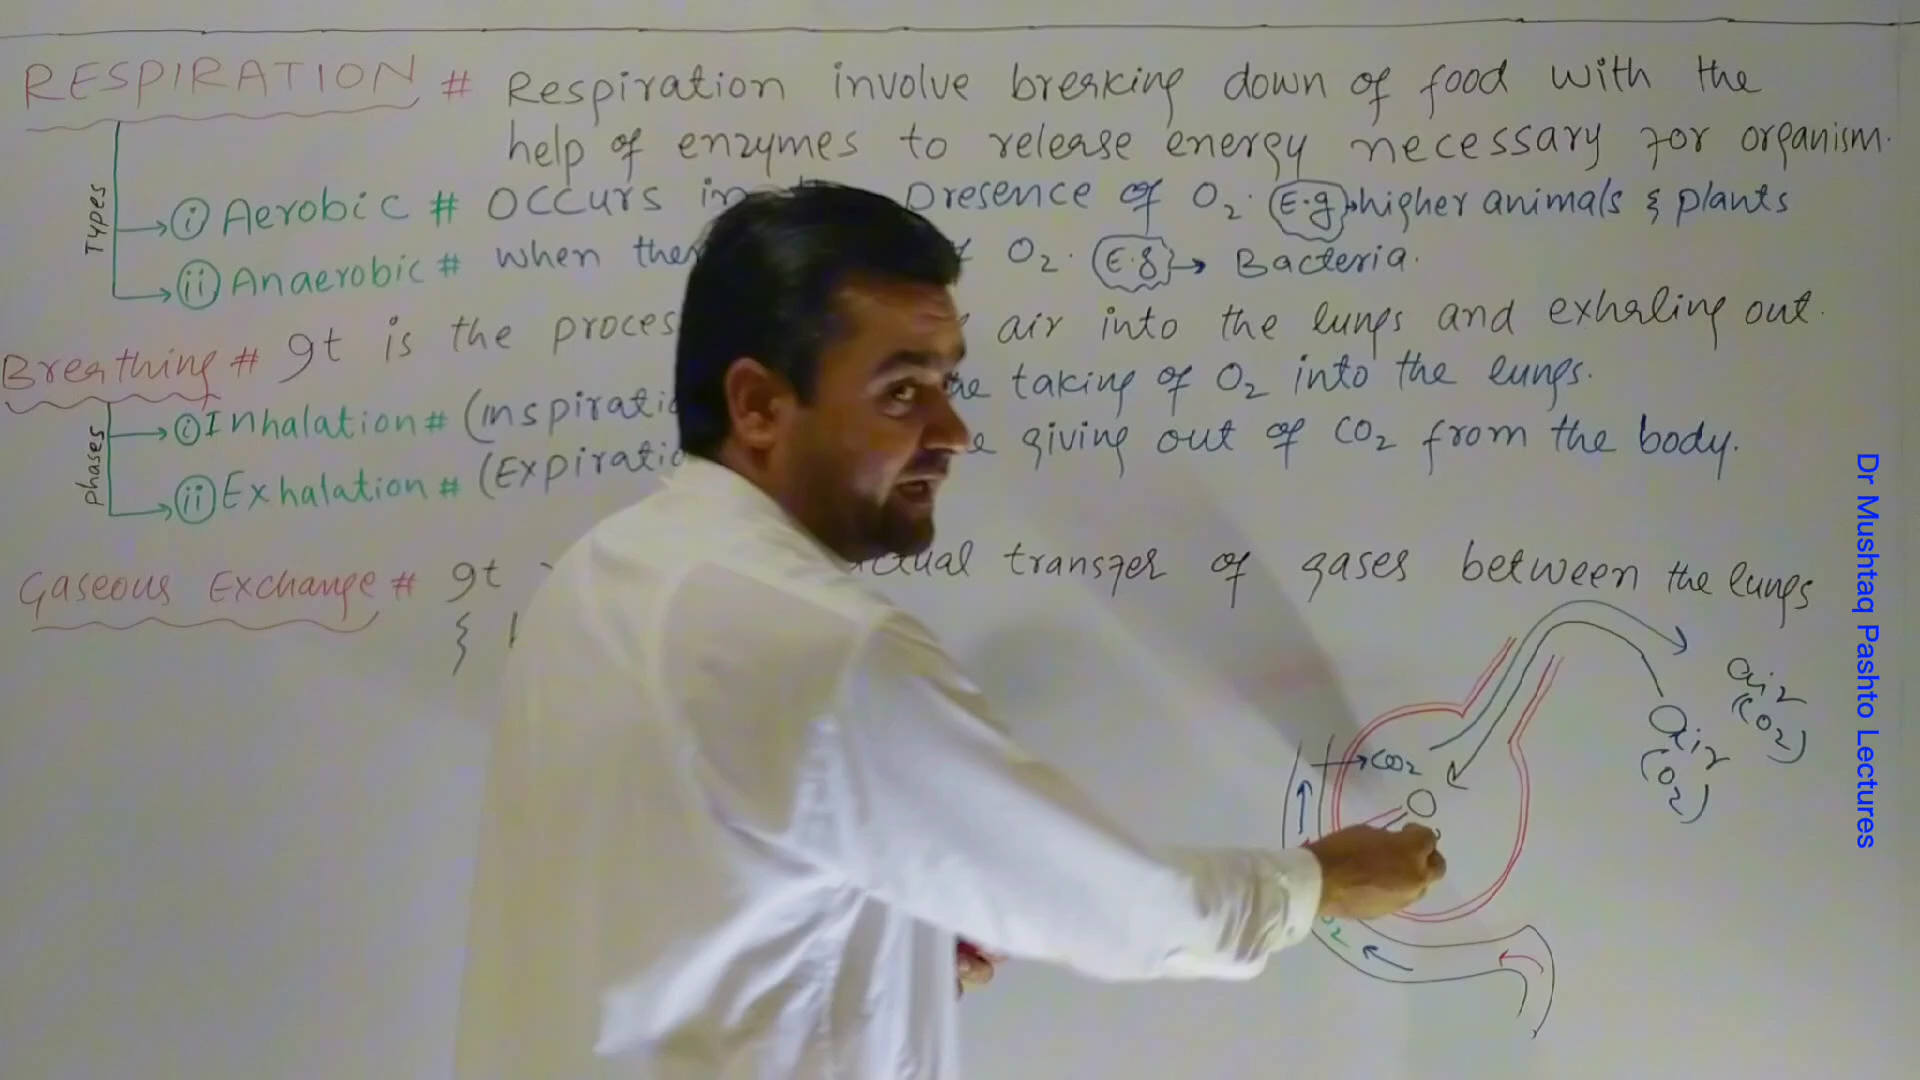 RESPIRATION # Respiration involve breaking down of food with the
help of enzymes to release energy necessary for organism.
Types
(i) Aerobic # Occurs in presence of O2. E.g → higher animals & plants
(ii) Anaerobic # when O2. E.g → Bacteria.
Breathing # It is the air into the lungs and exhaling out.
phases
(i) Inhalation # taking of O2 into the lungs.
(ii) Exhalation # giving out of CO2 from the body.
Gaseous Exchange # It transfer of gases between the lungs
&
air
(CO2)
air
(O2)
CO2
Dr Mushtaq Pashto Lectures